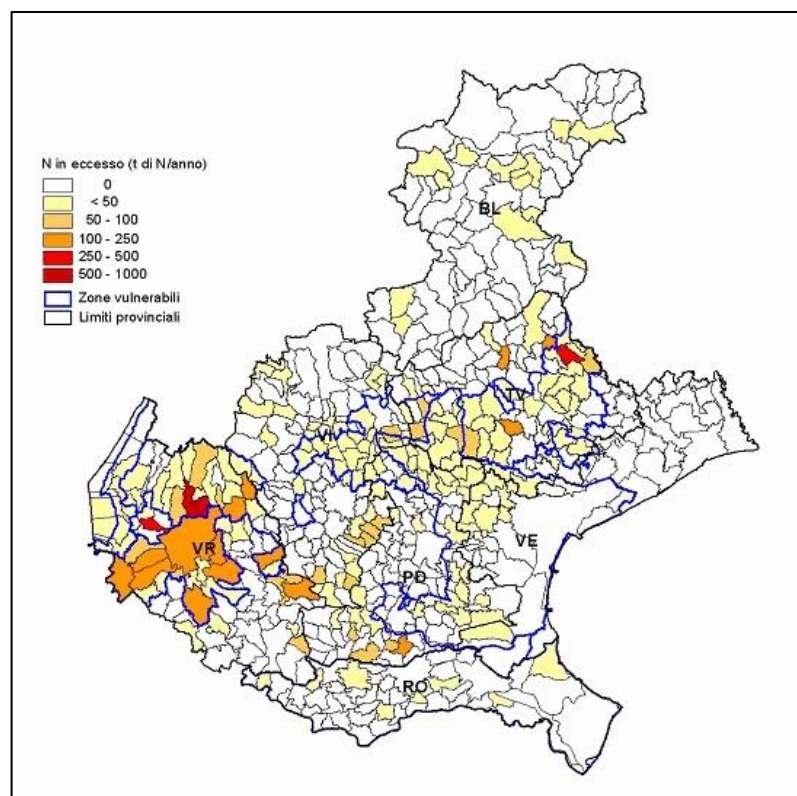 N in eccesso (t di N/anno)
0
< 50
50 - 100
100 - 250
250 - 500
500 - 1000
Zone vulnerabili
Limiti provinciali
BL
TV
VI
VR
VE
PD
RO